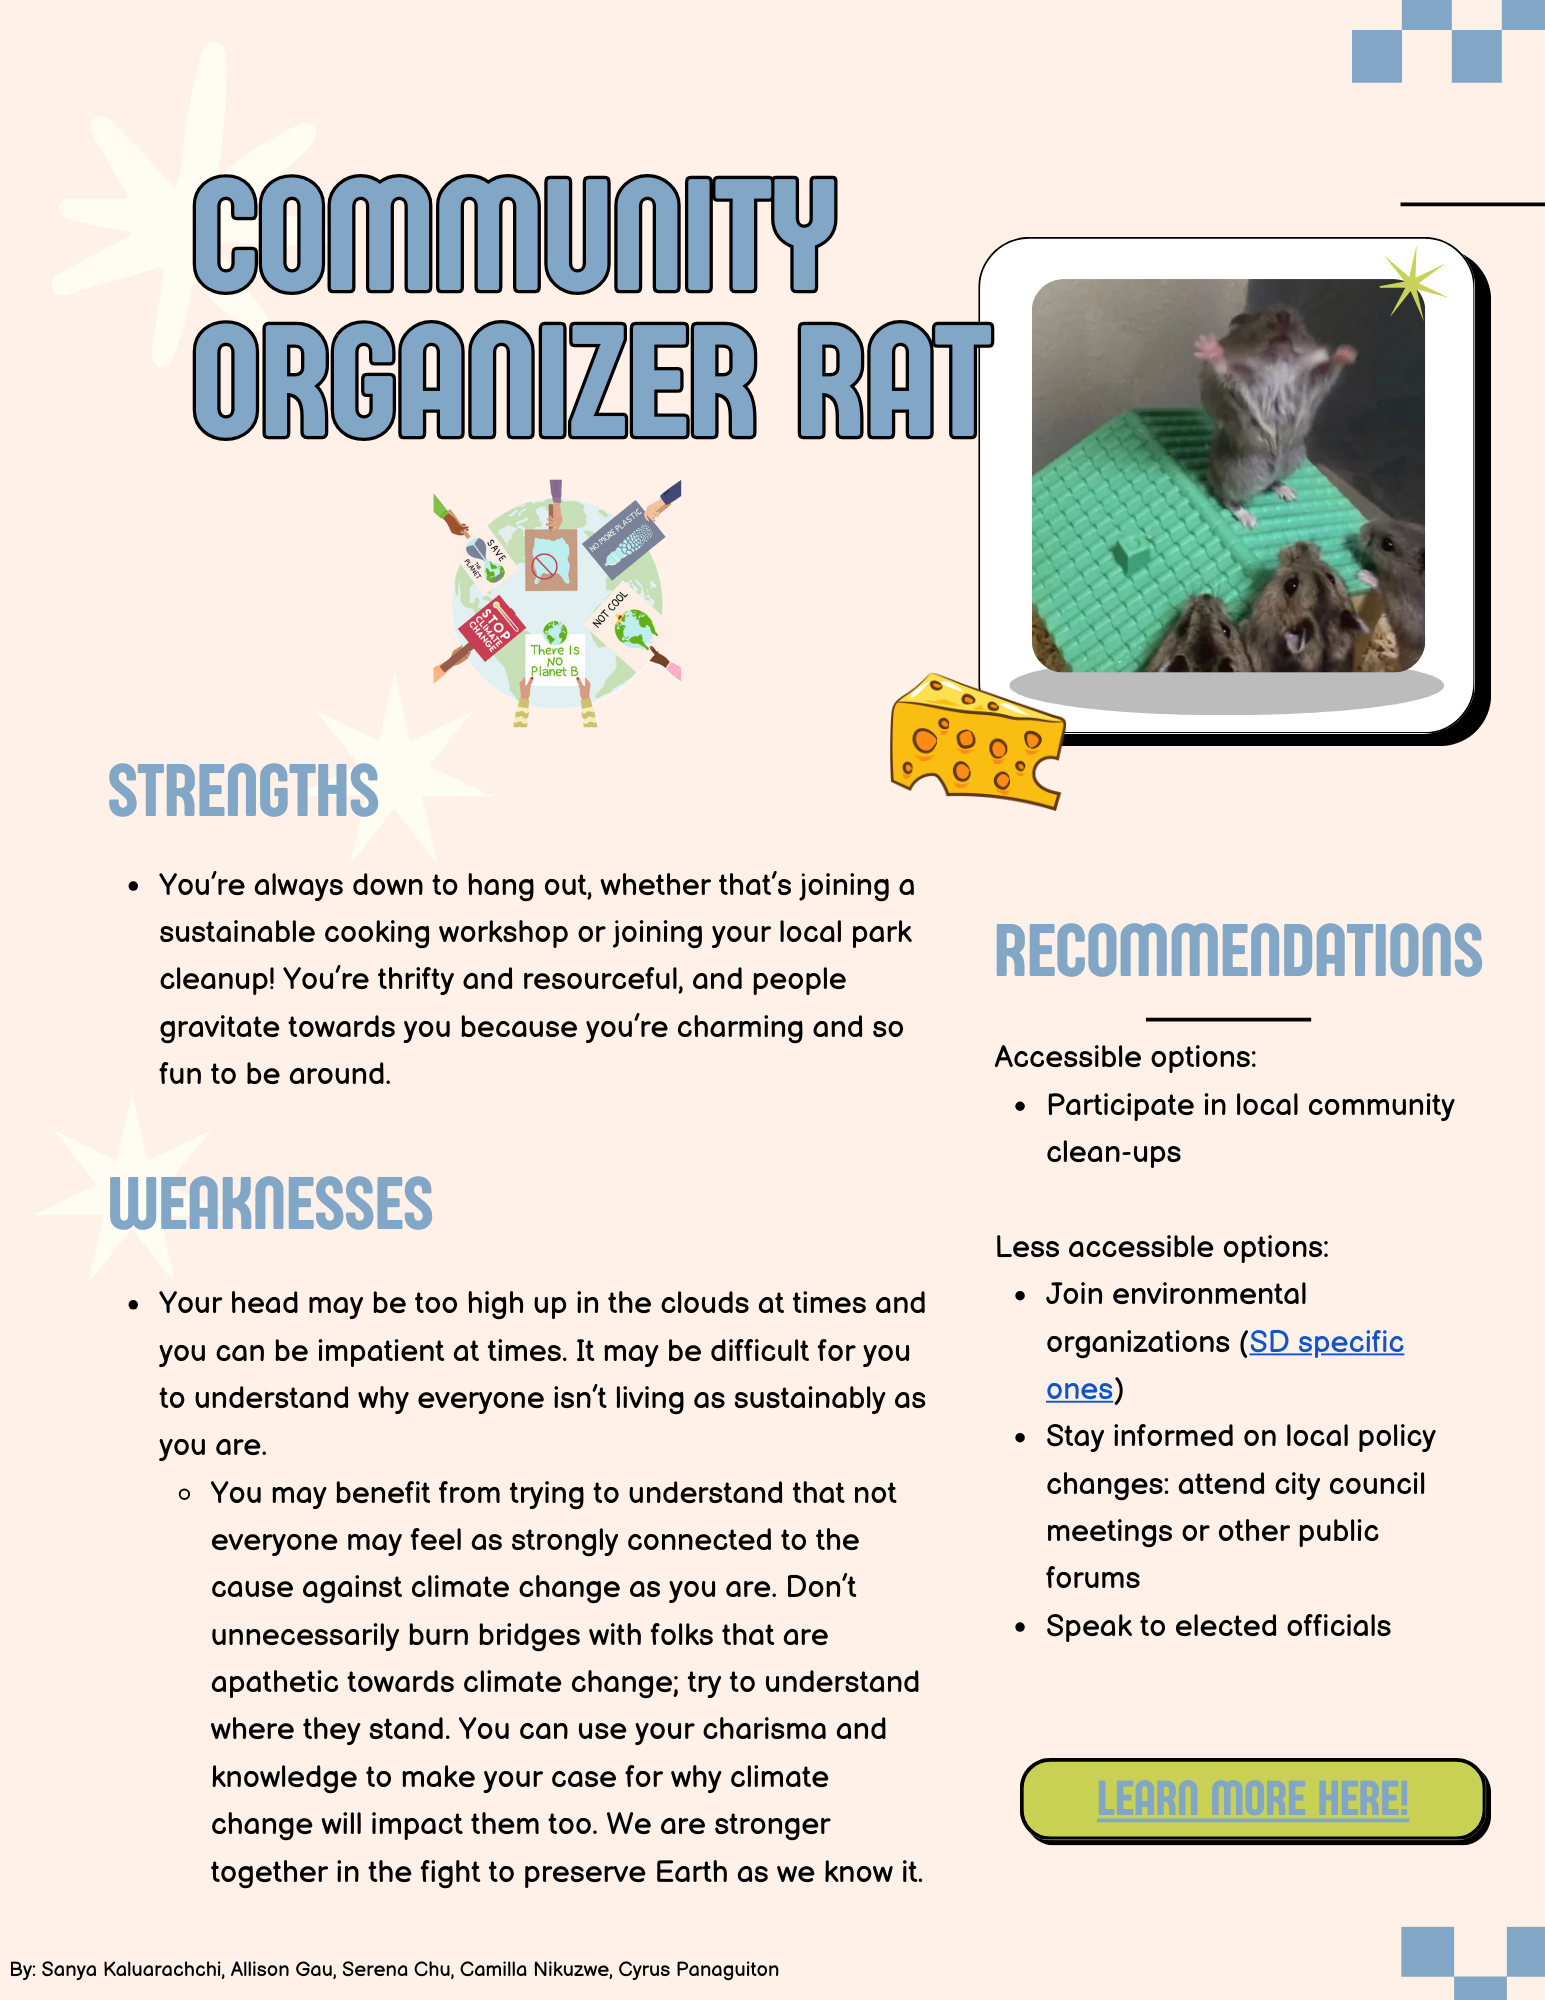 COMMUNITY
ORGANIZER RAT
SAVE
THE
PLANET
NO MORE PLASTIC
STOP
CLIMATE
CHANGE
NOT COOL
There Is
NO
Planet B
STRENGTHS
• You're always down to hang out, whether that's joining a
sustainable cooking workshop or joining your local park
cleanup! You're thrifty and resourceful, and people
gravitate towards you because you're charming and so
fun to be around.
WEAKNESSES
• Your head may be too high up in the clouds at times and
you can be impatient at times. It may be difficult for you
to understand why everyone isn't living as sustainably as
you are.
◦ You may benefit from trying to understand that not
everyone may feel as strongly connected to the
cause against climate change as you are. Don't
unnecessarily burn bridges with folks that are
apathetic towards climate change; try to understand
where they stand. You can use your charisma and
knowledge to make your case for why climate
change will impact them too. We are stronger
together in the fight to preserve Earth as we know it.
RECOMMENDATIONS
Accessible options:
• Participate in local community
clean-ups
Less accessible options:
• Join environmental
organizations (SD specific
ones)
• Stay informed on local policy
changes: attend city council
meetings or other public
forums
• Speak to elected officials
LEARN MORE HERE!
By: Sanya Kaluarachchi, Allison Gau, Serena Chu, Camilla Nikuzwe, Cyrus Panaguiton